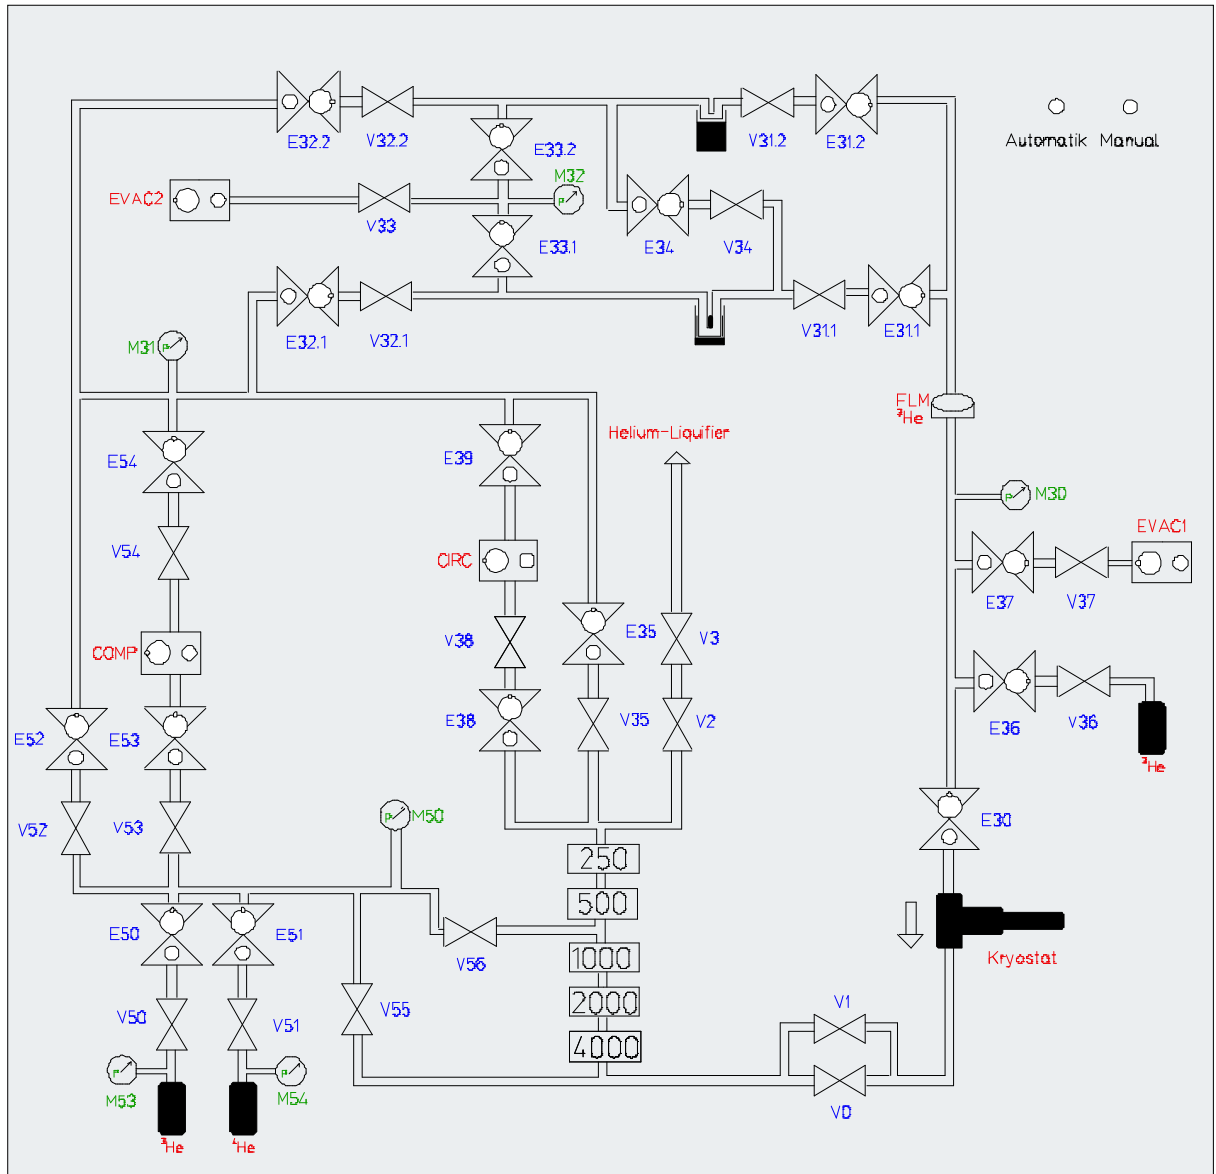 Automatik Manual
E32.2
V32.2
E33.2
V31.2
E31.2
M32
EVAC2
V33
E34
V34
E33.1
E32.1
V32.1
V31.1
E31.1
M31
FLM
³He
Helium-Liquifier
E54
E39
M30
EVAC1
V54
CIRC
E37
V37
E35
V3
V38
COMP
E36
V36
E52
E53
E38
V35
V2
³He
V52
V53
M50
E30
250
500
E50
E51
V56
1000
Kryostat
2000
V1
V50
V51
V55
4000
M53
M54
V0
³He
⁴He